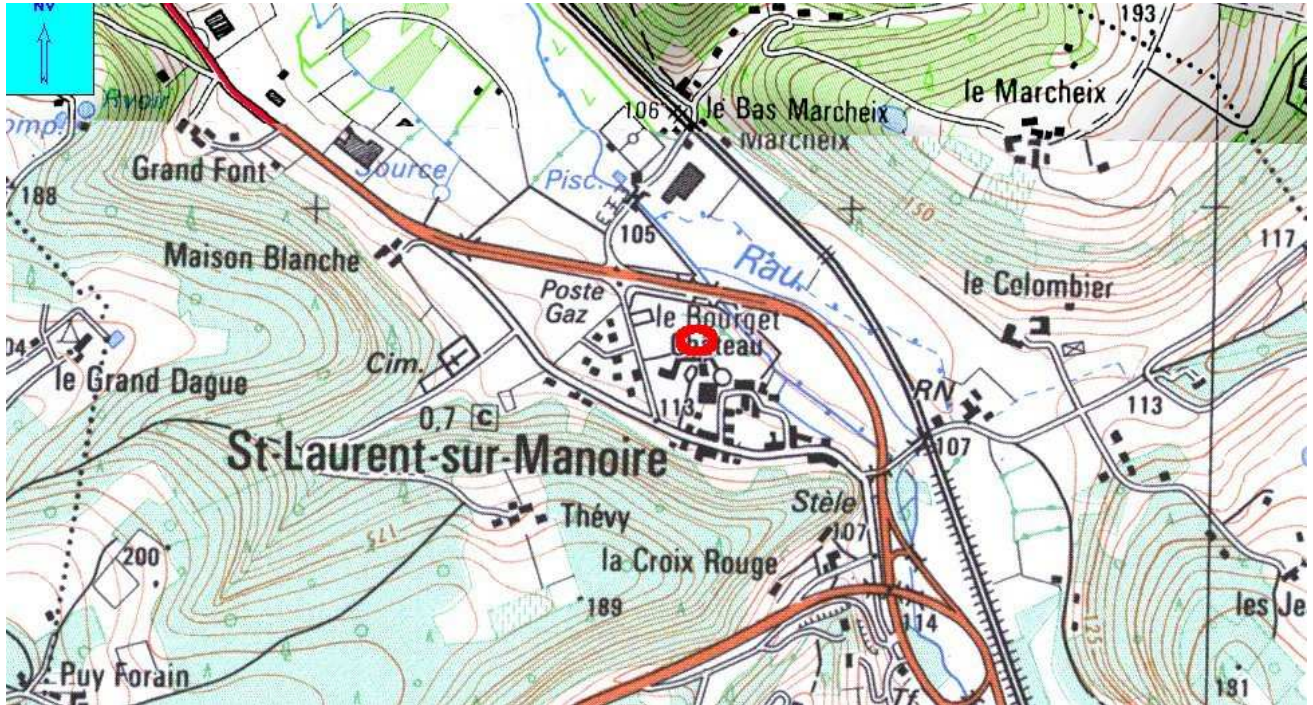 NV
193
Avoir
omp.
106
le Bas Marcheix
Marcheix
le Marcheix
Grand Font
Source
Pisc.
188
150
105
117
Maison Blanche
Rau.
le Colombier
Poste
Gaz
le Bourget
Château
04
le Grand Dague
Cim.
RN
113
113
0,7 C
St-Laurent-sur-Manoire
107
Stèle
Thévy
107
175
200
la Croix Rouge
189
les Je
114
125
Puy Forain
181
Tf.